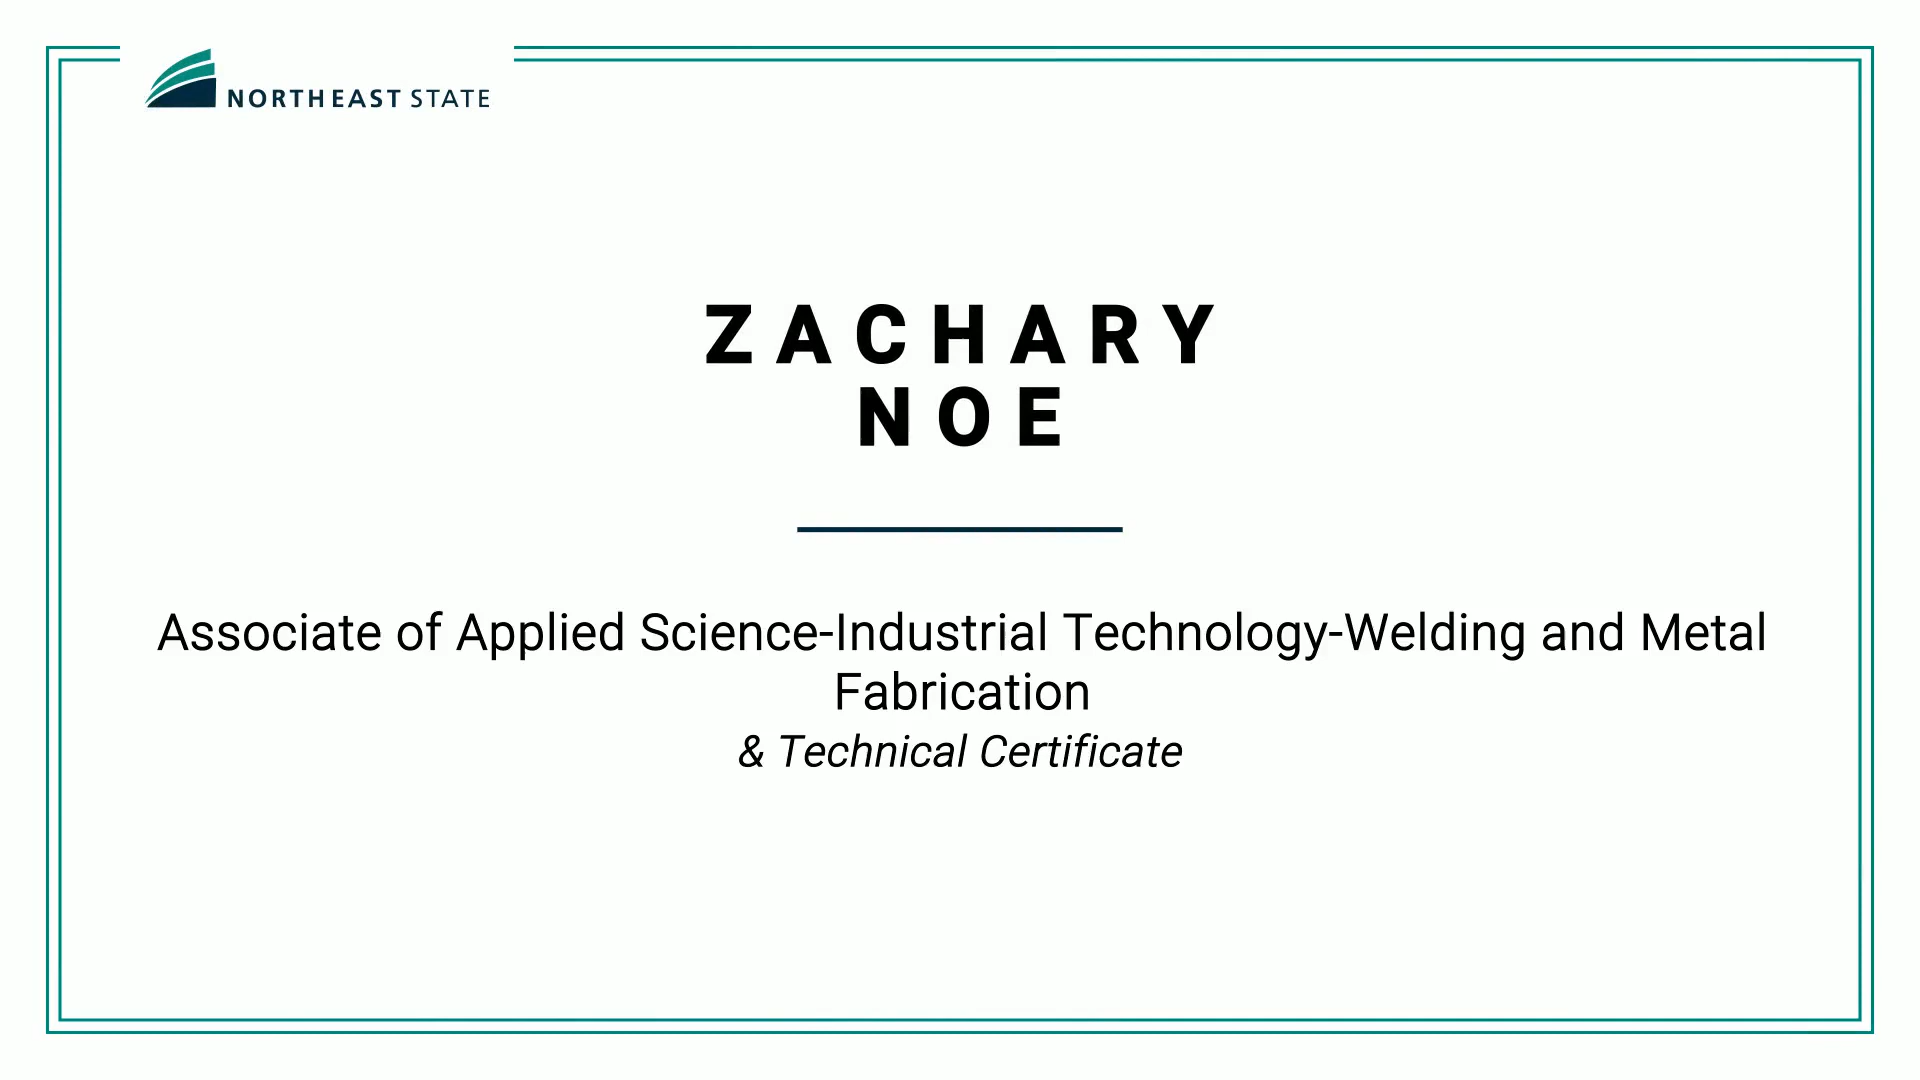 NORTHEAST STATE
ZACHARY
NOE
Associate of Applied Science-Industrial Technology-Welding and Metal
Fabrication
& Technical Certificate